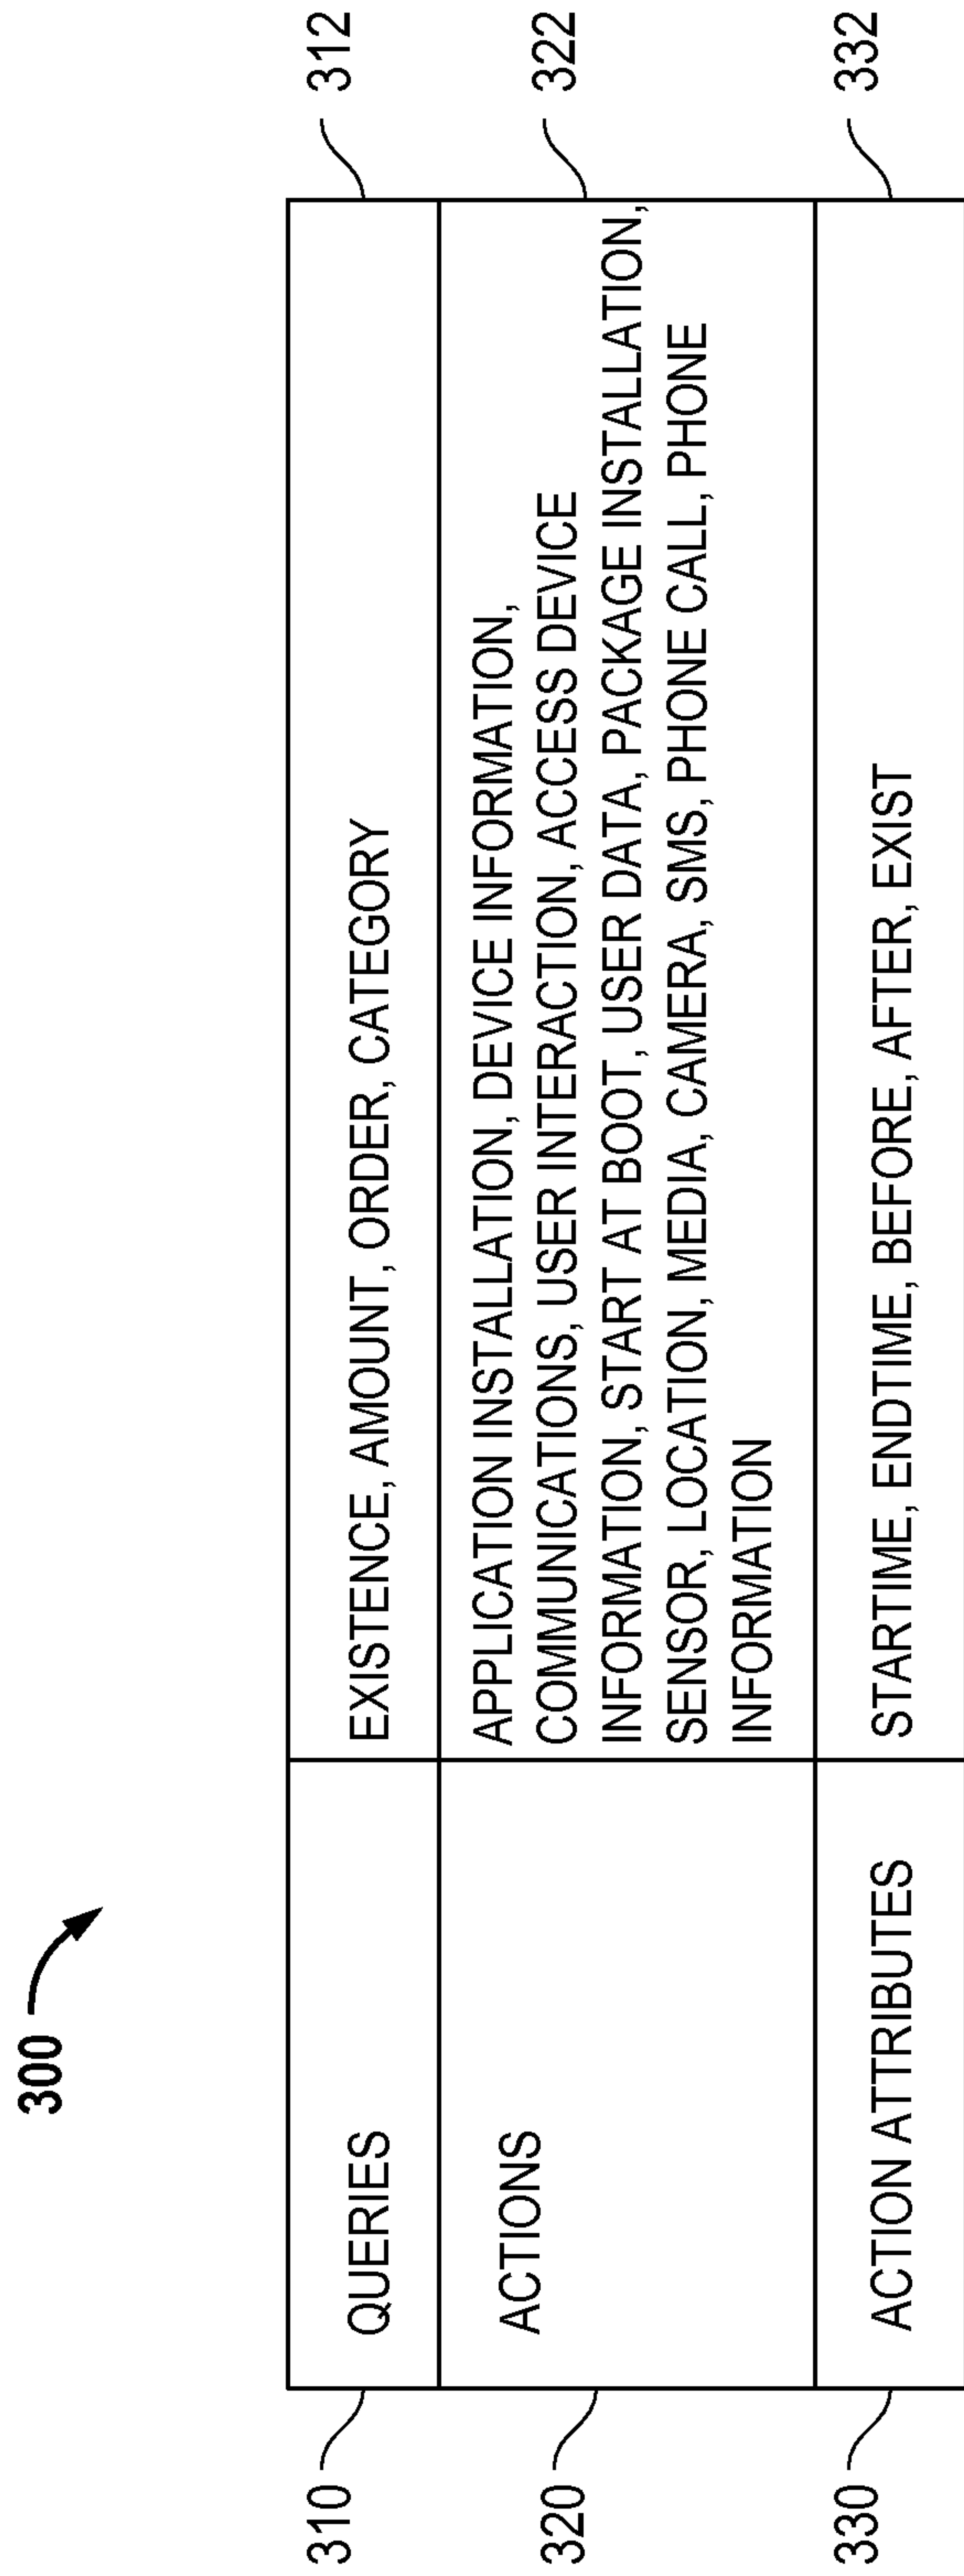 300
310
QUERIES
EXISTENCE, AMOUNT, ORDER, CATEGORY
312
320
ACTIONS
APPLICATION INSTALLATION, DEVICE INFORMATION,
COMMUNICATIONS, USER INTERACTION, ACCESS DEVICE
INFORMATION, START AT BOOT, USER DATA, PACKAGE INSTALLATION,
SENSOR, LOCATION, MEDIA, CAMERA, SMS, PHONE CALL, PHONE
INFORMATION
322
330
ACTION ATTRIBUTES
STARTIME, ENDTIME, BEFORE, AFTER, EXIST
332